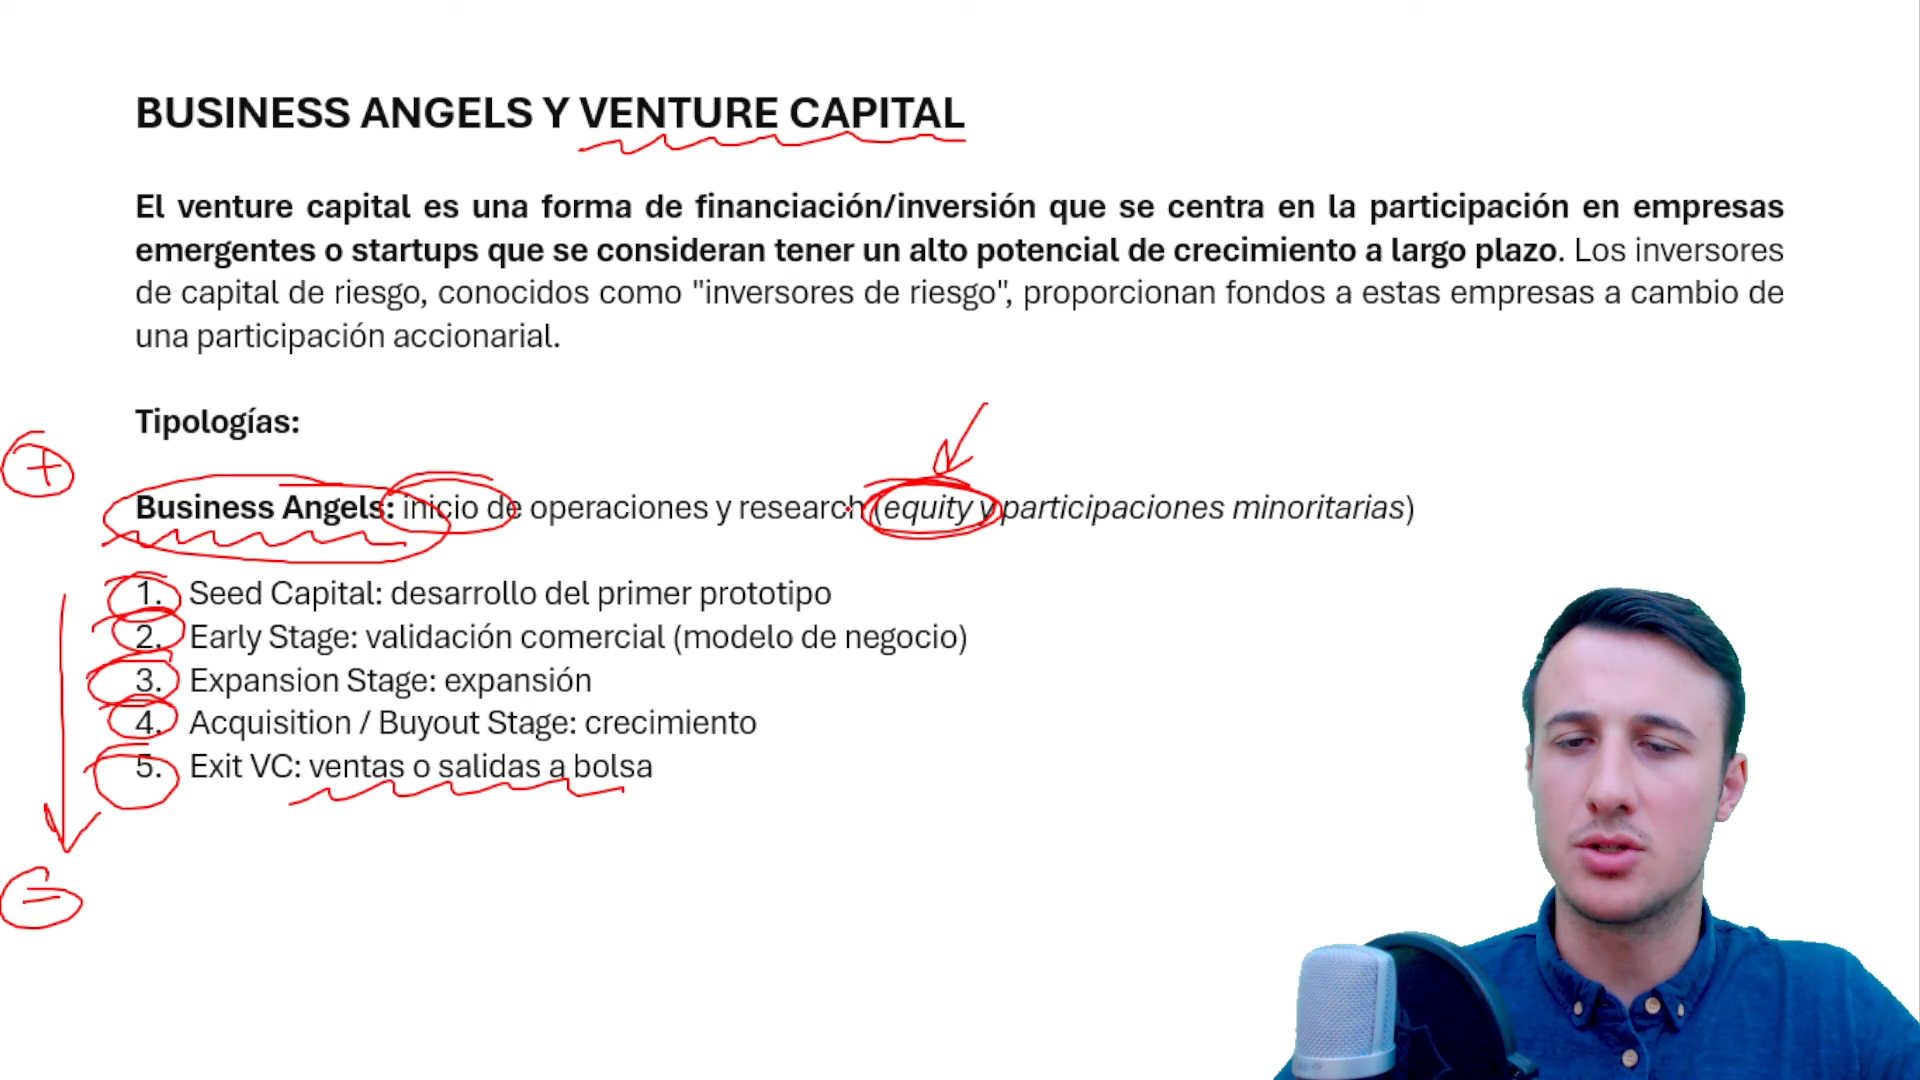 BUSINESS ANGELS Y VENTURE CAPITAL
El venture capital es una forma de financiación/inversión que se centra en la participación en empresas
emergentes o startups que se consideran tener un alto potencial de crecimiento a largo plazo. Los inversores
de capital de riesgo, conocidos como "inversores de riesgo", proporcionan fondos a estas empresas a cambio de
una participación accionarial.
Tipologías:
+
Business Angels: inicio de operaciones y research (equity y participaciones minoritarias)
1. Seed Capital: desarrollo del primer prototipo
2. Early Stage: validación comercial (modelo de negocio)
3. Expansion Stage: expansión
4. Acquisition / Buyout Stage: crecimiento
5. Exit VC: ventas o salidas a bolsa
-